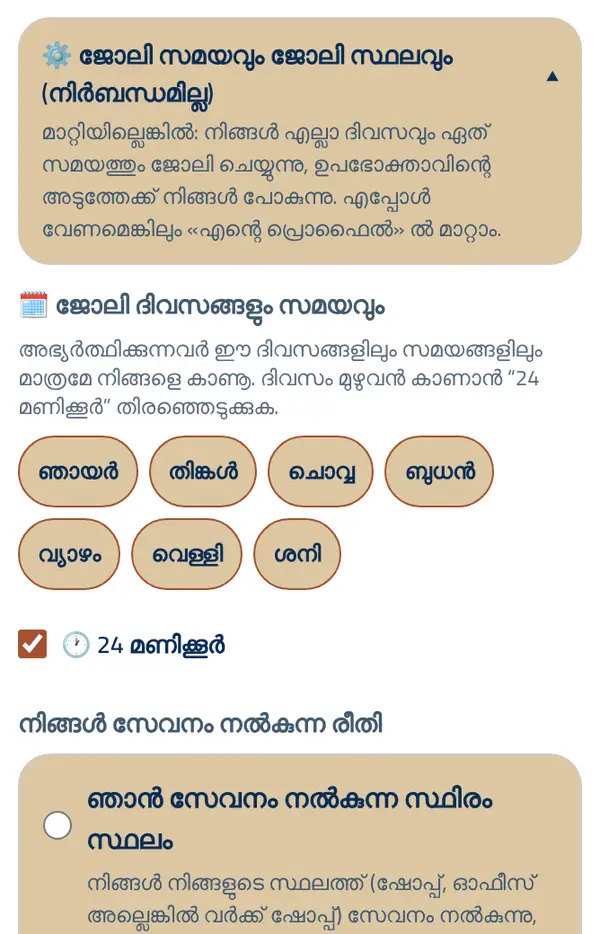 ⚙️ ജോലി സമയവും ജോലി സ്ഥലവും
(നിർബന്ധമില്ല)
▲
മാറ്റിയില്ലെങ്കിൽ: നിങ്ങൾ എല്ലാ ദിവസവും ഏത്
സമയത്തും ജോലി ചെയ്യുന്നു, ഉപഭോക്താവിന്റെ
അടുത്തേക്ക് നിങ്ങൾ പോകുന്നു. എപ്പോൾ
വേണമെങ്കിലും «എന്റെ പ്രൊഫൈൽ» ൽ മാറ്റാം.
🗓️ ജോലി ദിവസങ്ങളും സമയവും
അഭ്യർത്ഥിക്കുന്നവർ ഈ ദിവസങ്ങളിലും സമയങ്ങളിലും
മാത്രമേ നിങ്ങളെ കാണൂ. ദിവസം മുഴുവൻ കാണാൻ “24
മണിക്കൂർ” തിരഞ്ഞെടുക്കുക.
ഞായർ തിങ്കൾ ചൊവ്വ ബുധൻ
വ്യാഴം വെള്ളി ശനി
🕐 24 മണിക്കൂർ
നിങ്ങൾ സേവനം നൽകുന്ന രീതി
ഞാൻ സേവനം നൽകുന്ന സ്ഥിരം
സ്ഥലം
നിങ്ങൾ നിങ്ങളുടെ സ്ഥലത്ത് (ഷോപ്പ്, ഓഫീസ്
അല്ലെങ്കിൽ വർക്ക് ഷോപ്പ്) സേവനം നൽകുന്നു,